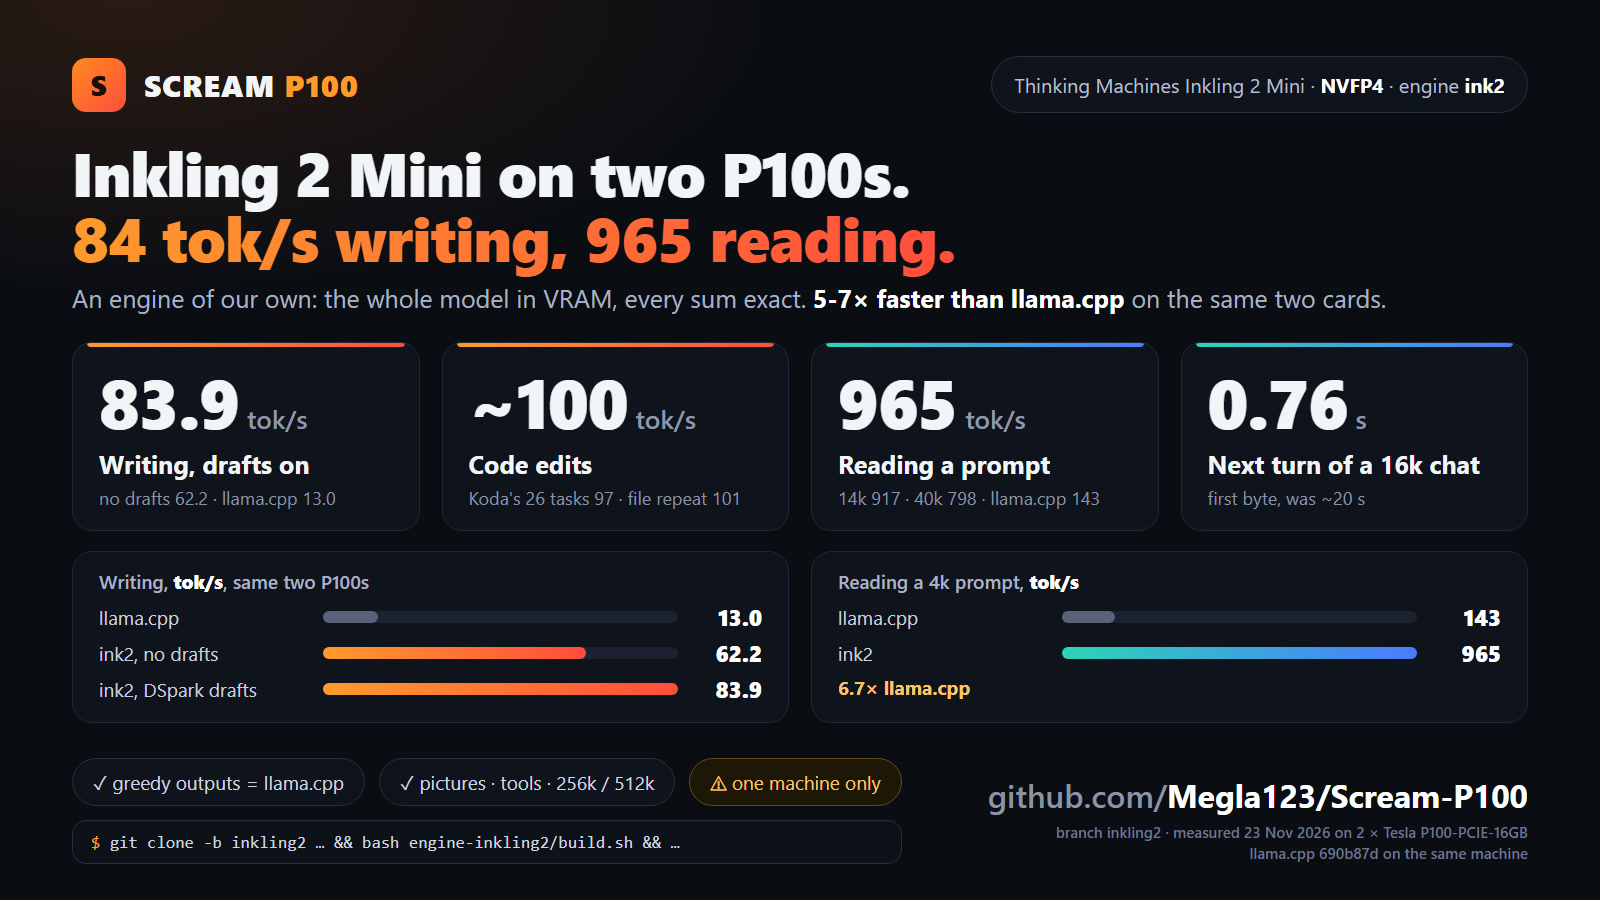 S SCREAM P100
Thinking Machines Inkling 2 Mini · NVFP4 · engine ink2
Inkling 2 Mini on two P100s.
84 tok/s writing, 965 reading.
An engine of our own: the whole model in VRAM, every sum exact. 5-7× faster than llama.cpp on the same two cards.
83.9 tok/s
Writing, drafts on
no drafts 62.2 · llama.cpp 13.0
~100 tok/s
Code edits
Koda's 26 tasks 97 · file repeat 101
965 tok/s
Reading a prompt
14k 917 · 40k 798 · llama.cpp 143
0.76 s
Next turn of a 16k chat
first byte, was ~20 s
Writing, tok/s, same two P100s
llama.cpp 13.0
ink2, no drafts 62.2
ink2, DSpark drafts 83.9
Reading a 4k prompt, tok/s
llama.cpp 143
ink2 965
6.7× llama.cpp
✓ greedy outputs = llama.cpp
✓ pictures · tools · 256k / 512k
⚠ one machine only
$ git clone -b inkling2 … && bash engine-inkling2/build.sh && …
github.com/Megla123/Scream-P100
branch inkling2 · measured 23 Nov 2026 on 2 × Tesla P100-PCIE-16GB
llama.cpp 690b87d on the same machine